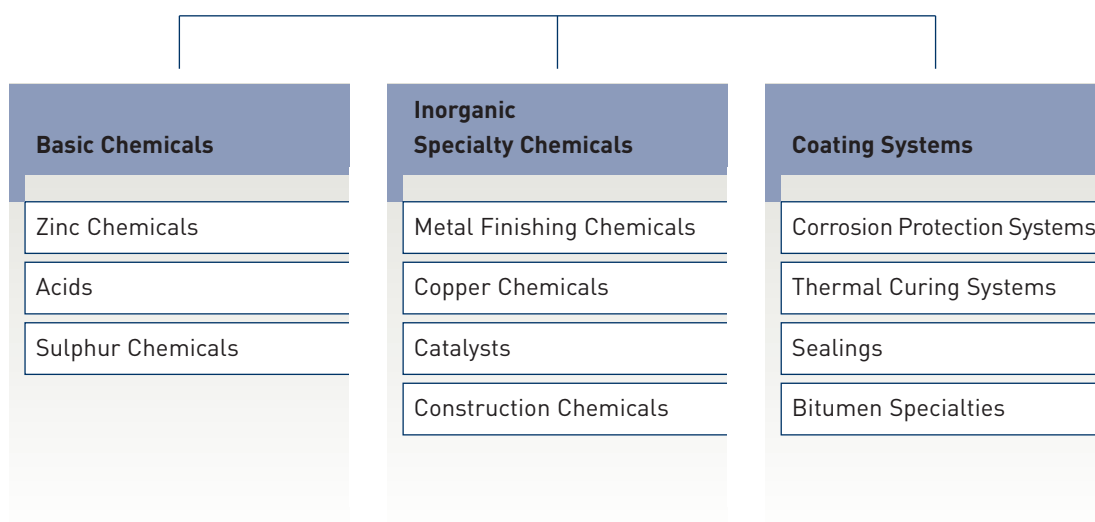 Basic Chemicals
Zinc Chemicals
Acids
Sulphur Chemicals
Inorganic
Specialty Chemicals
Metal Finishing Chemicals
Copper Chemicals
Catalysts
Construction Chemicals
Coating Systems
Corrosion Protection Systems
Thermal Curing Systems
Sealings
Bitumen Specialties